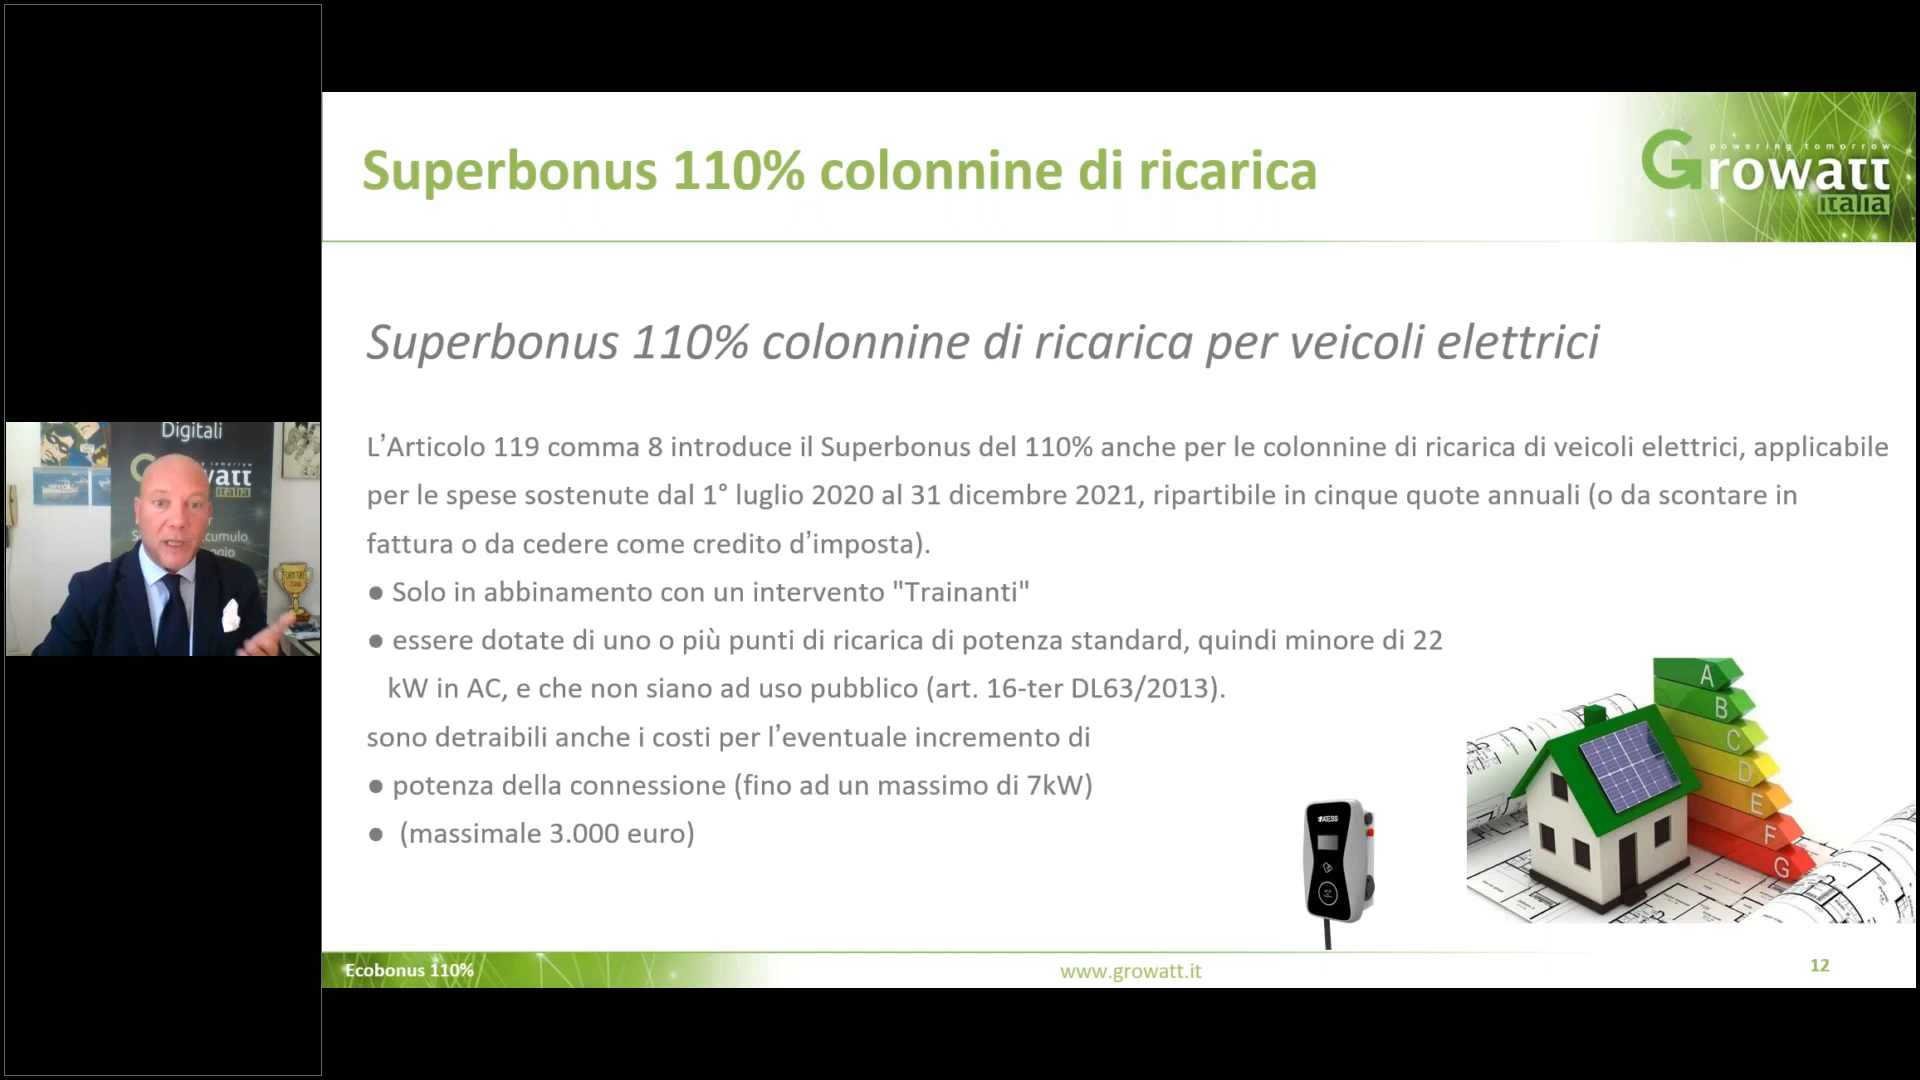 Superbonus 110% colonnine di ricarica
powering tomorrow
Growatt
italia
Superbonus 110% colonnine di ricarica per veicoli elettrici
L’Articolo 119 comma 8 introduce il Superbonus del 110% anche per le colonnine di ricarica di veicoli elettrici, applicabile
per le spese sostenute dal 1° luglio 2020 al 31 dicembre 2021, ripartibile in cinque quote annuali (o da scontare in
fattura o da cedere come credito d’imposta).
● Solo in abbinamento con un intervento "Trainanti"
● essere dotate di uno o più punti di ricarica di potenza standard, quindi minore di 22
kW in AC, e che non siano ad uso pubblico (art. 16-ter DL63/2013).
sono detraibili anche i costi per l’eventuale incremento di
● potenza della connessione (fino ad un massimo di 7kW)
● (massimale 3.000 euro)
Digitali
watt
italia
A
B
C
D
E
F
G
Ecobonus 110%
www.growatt.it
12